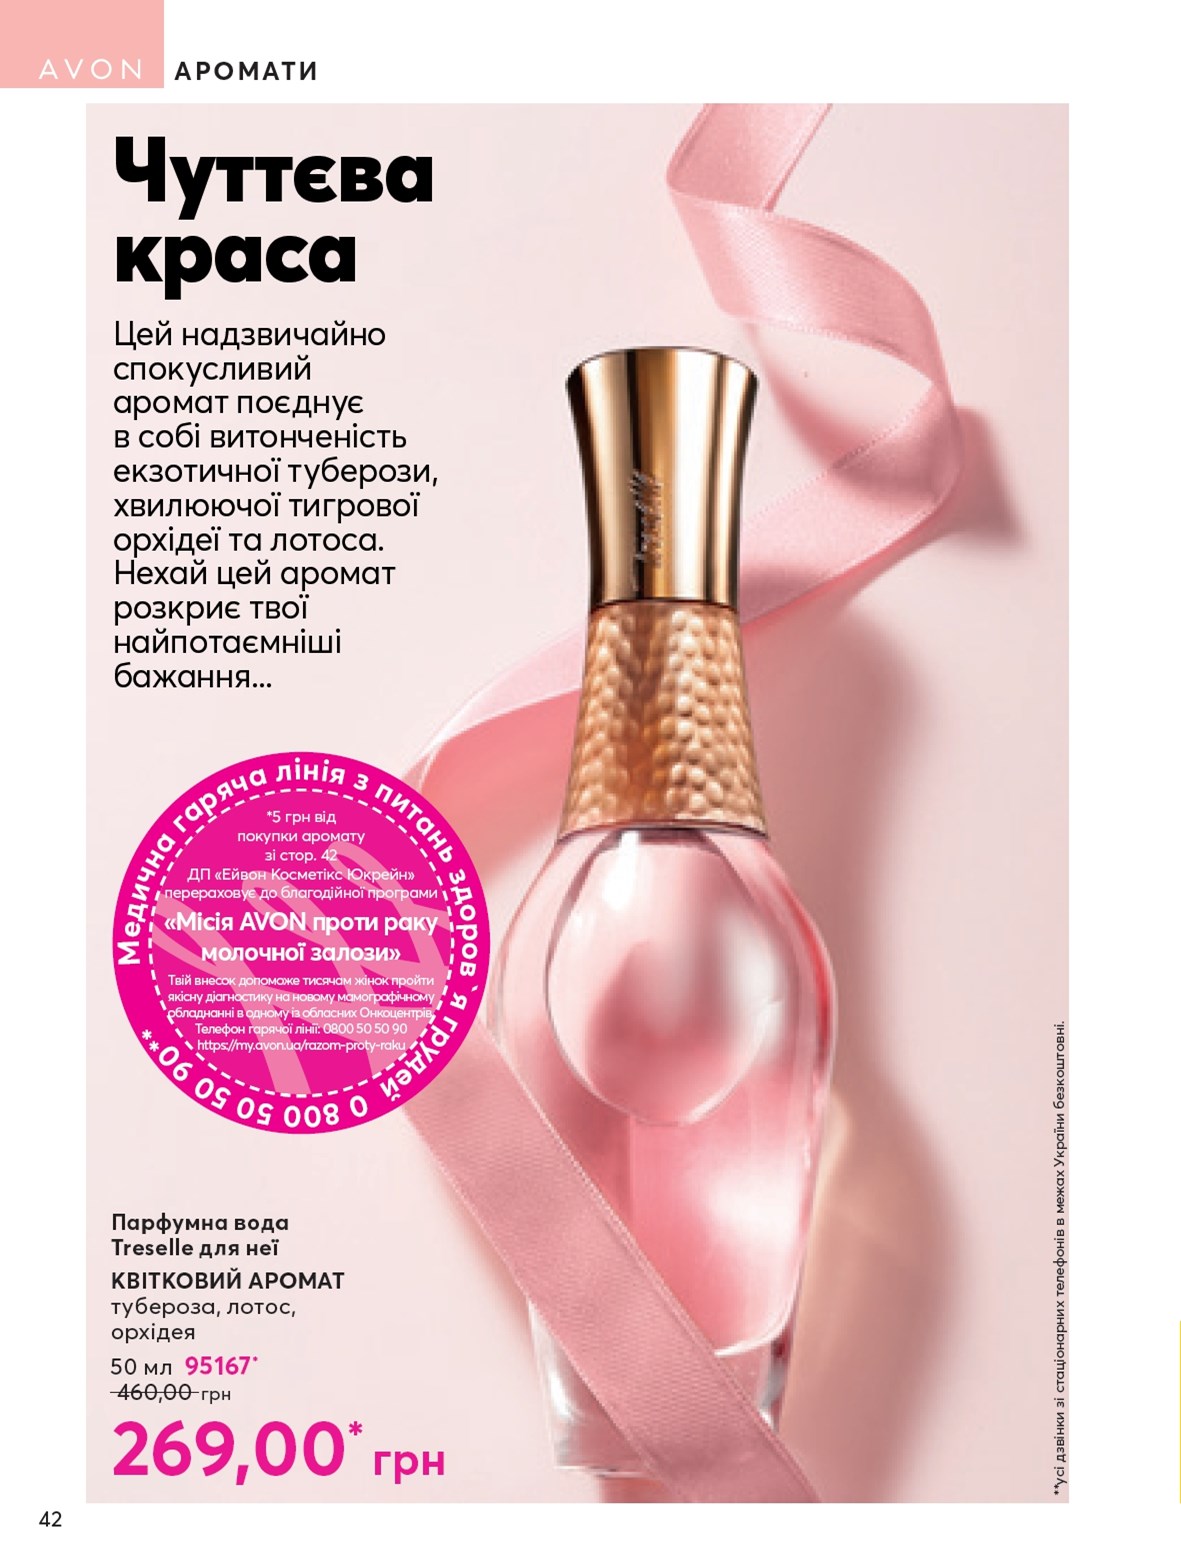 AVON
АРОМАТИ
Чуттєва
краса
Цей надзвичайно
спокусливий
аромат поєднує
в собі витонченість
екзотичної туберози,
хвилюючої тигрової
орхідеї та лотоса.
Нехай цей аромат
розкриє твої
найпотаємніші
бажання...
Медична гаряча лінія з питань здоров`я грудей 0 800 50 50 90**
*5 грн від
покупки аромату
зі стор. 42
ДП «Ейвон Косметікс Юкрейн»
перераховує до благодійної програми
«Місія AVON проти раку
молочної залози»
Твій внесок допоможе тисячам жінок пройти
якісну діагностику на новому мамографічному
обладнанні в одному із обласних Онкоцентрів.
Телефон гарячої лінії: 0800 50 50 90
https://my.avon.ua/razom-proty-raku
Treselle
Парфумна вода
Treselle для неї
КВІТКОВИЙ АРОМАТ
тубероза, лотос,
орхідея
50 мл 95167*
460,00 грн
269,00* грн
**усі дзвінки зі стаціонарних телефонів в межах України безкоштовні.
42